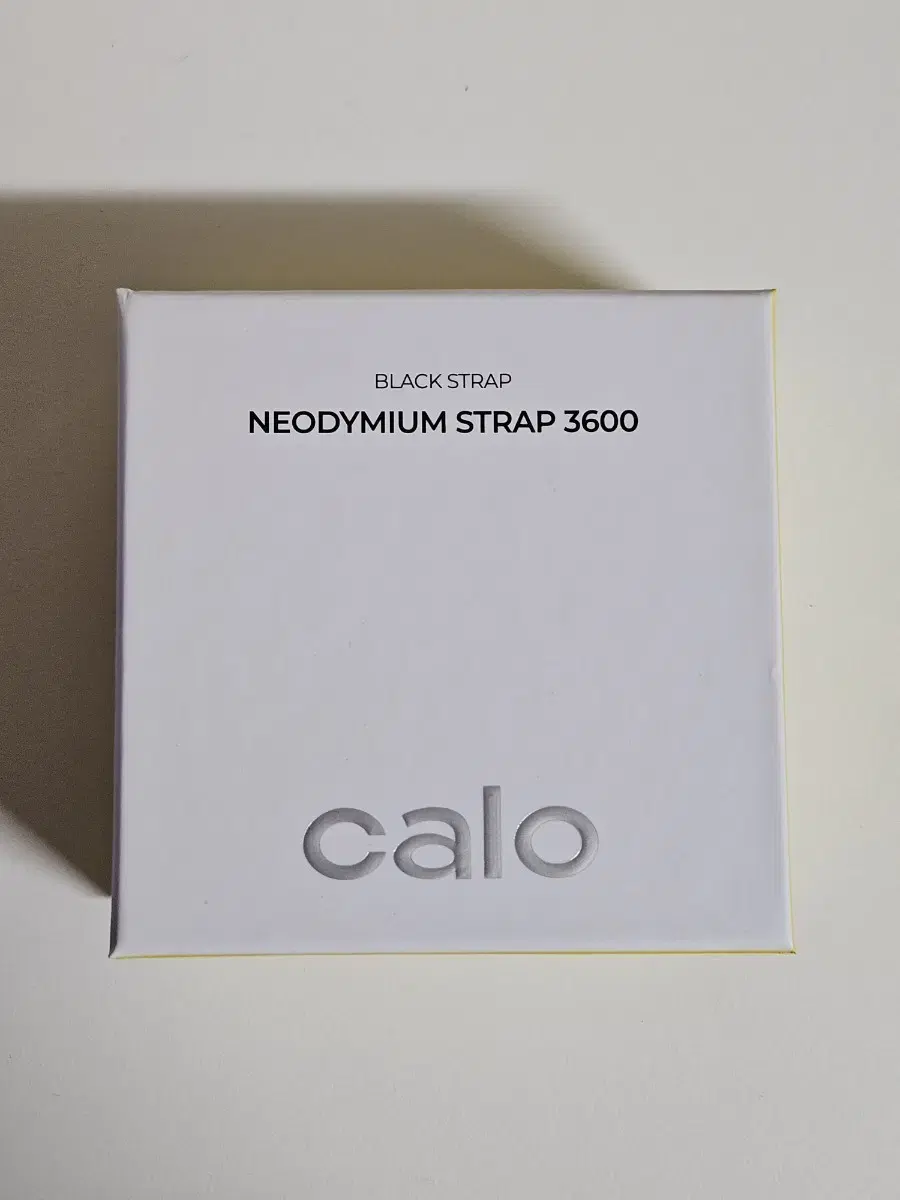 BLACK STRAP
NEODYMIUM STRAP 3600
calo